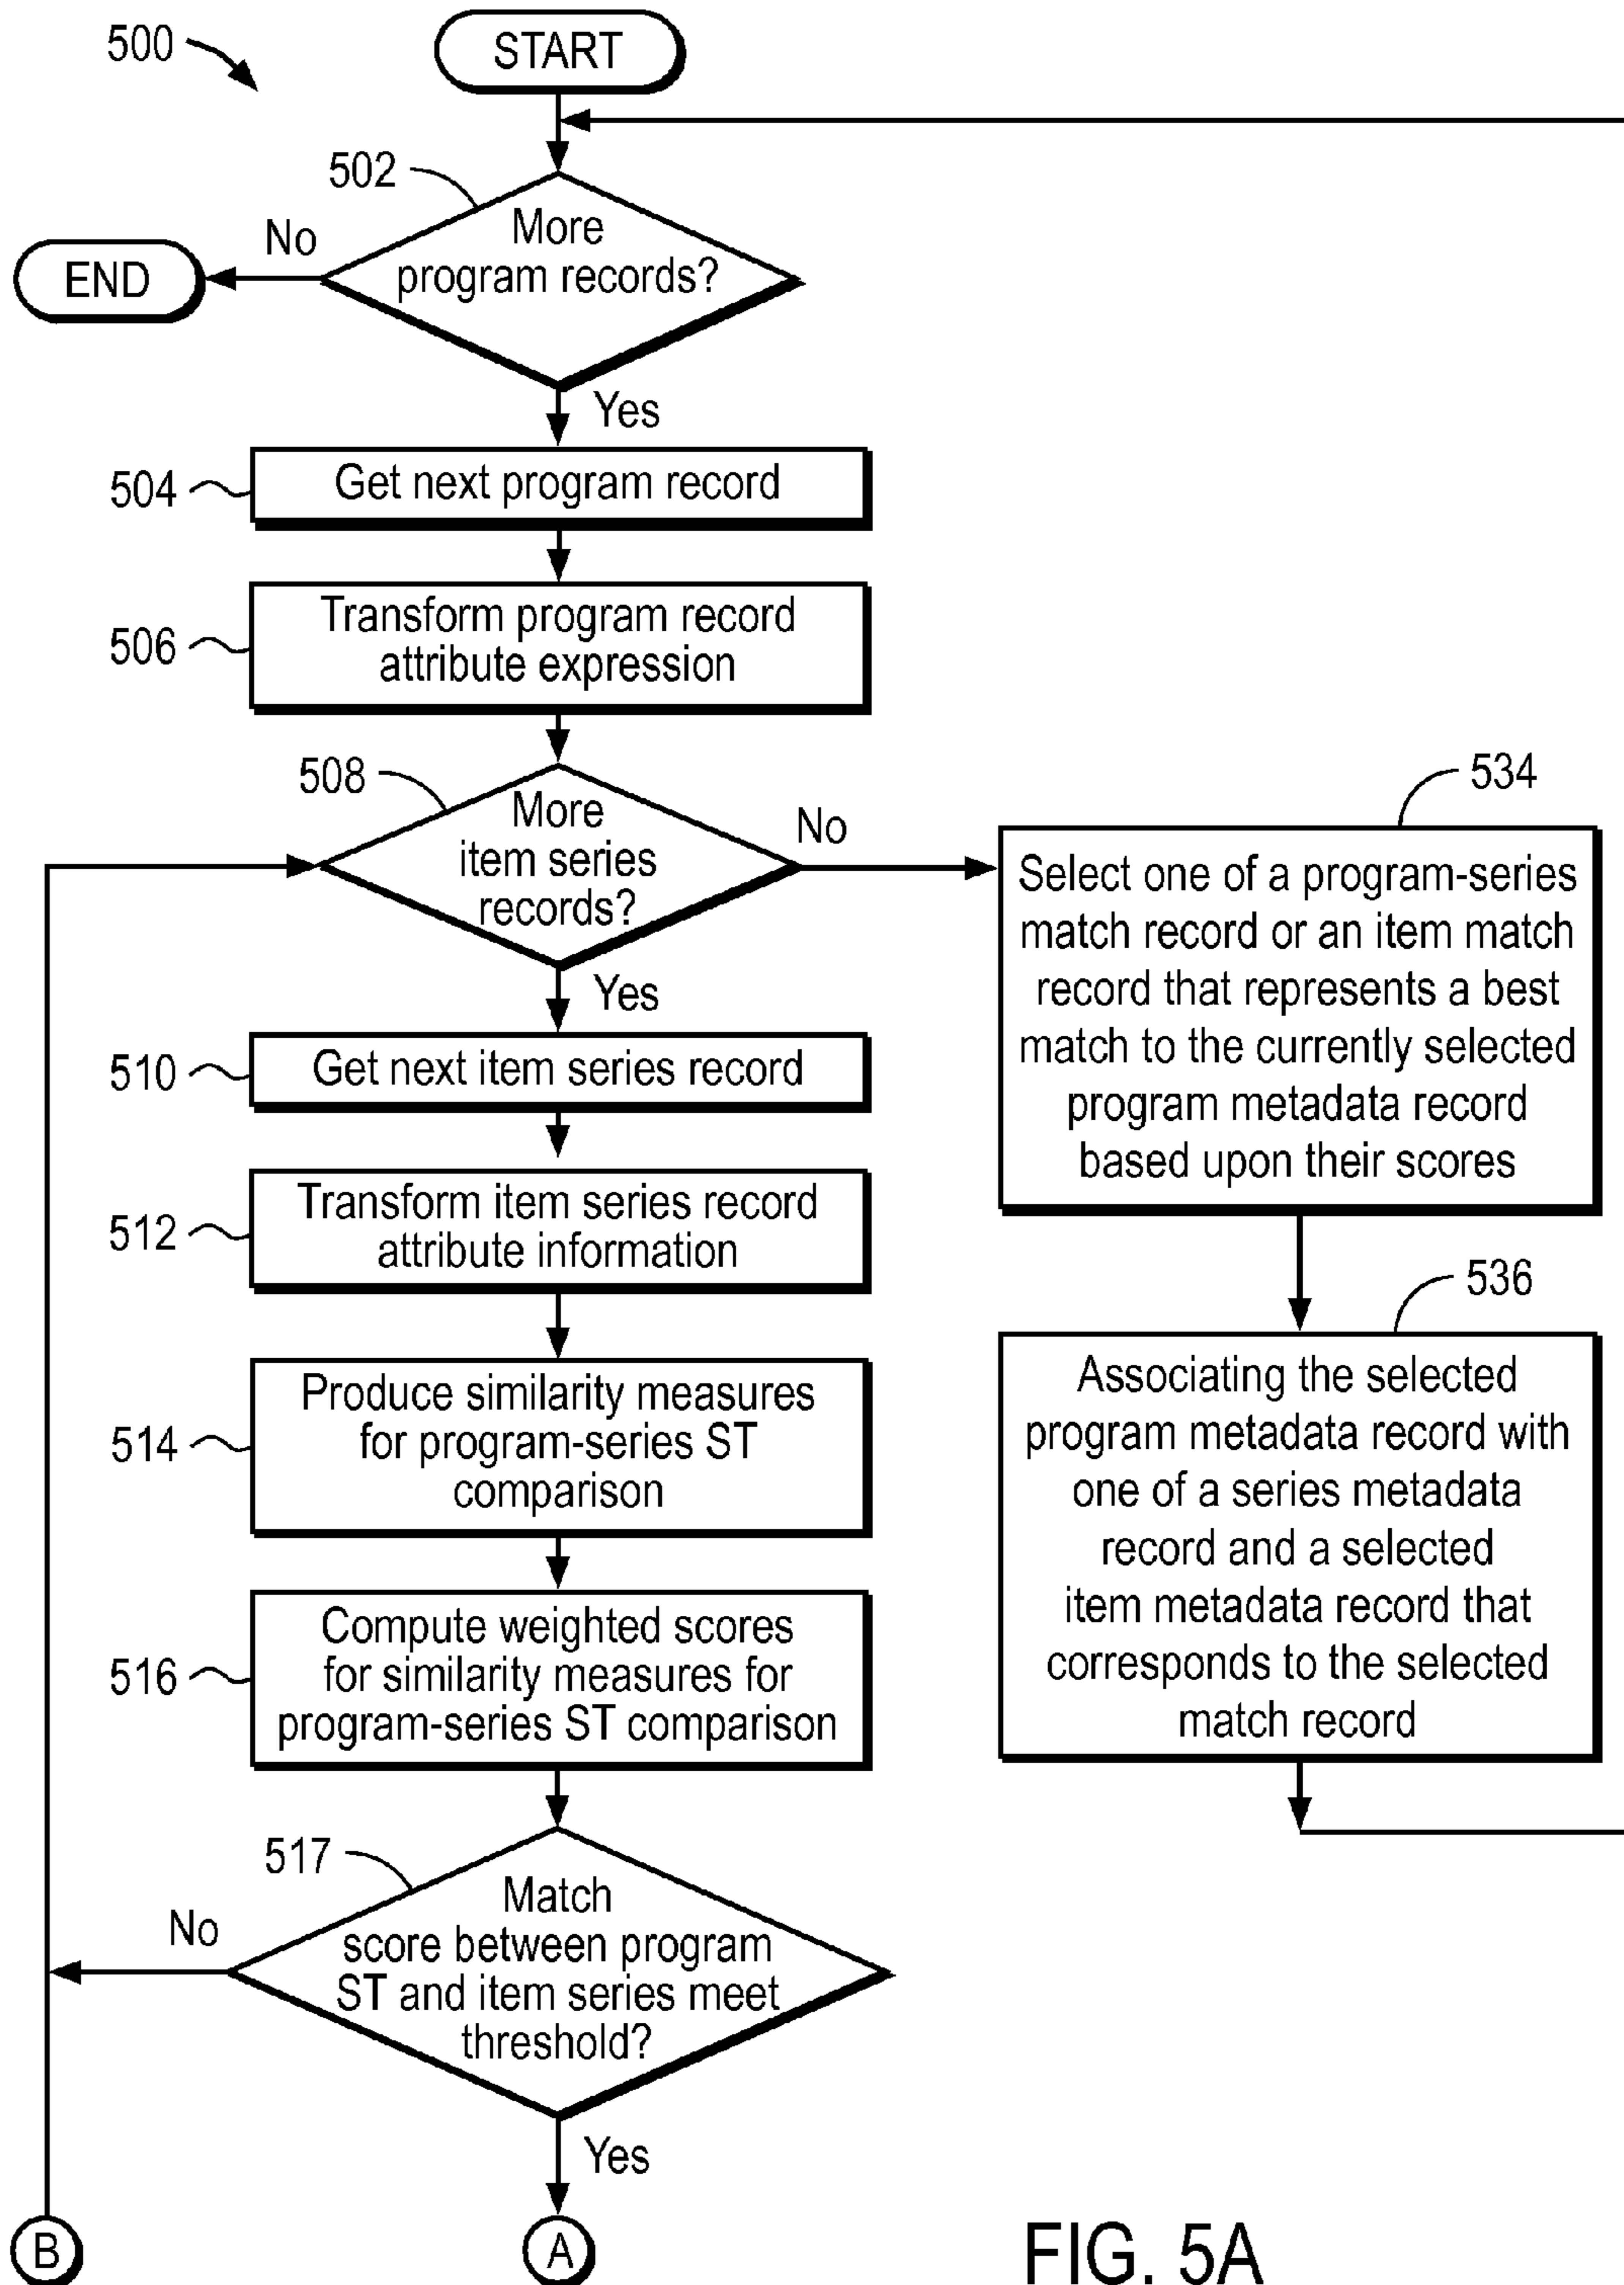 500
START
502
More
program records?
No
END
Yes
504
Get next program record
506
Transform program record
attribute expression
508
More
item series
records?
No
Yes
510
Get next item series record
512
Transform item series record
attribute information
514
Produce similarity measures
for program-series ST
comparison
516
Compute weighted scores
for similarity measures for
program-series ST comparison
517
Match
score between program
ST and item series meet
threshold?
No
Yes
B
A
534
Select one of a program-series
match record or an item match
record that represents a best
match to the currently selected
program metadata record
based upon their scores
536
Associating the selected
program metadata record with
one of a series metadata
record and a selected
item metadata record that
corresponds to the selected
match record
FIG. 5A